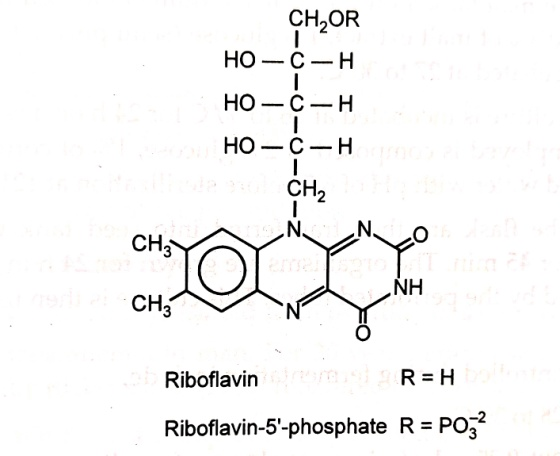 CH₂OR
HO — C — H
HO — C — H
HO — C — H
CH₂
CH₃ N N O
CH₃ N NH
O
Riboflavin R = H
Riboflavin-5'-phosphate R = PO₃⁻²